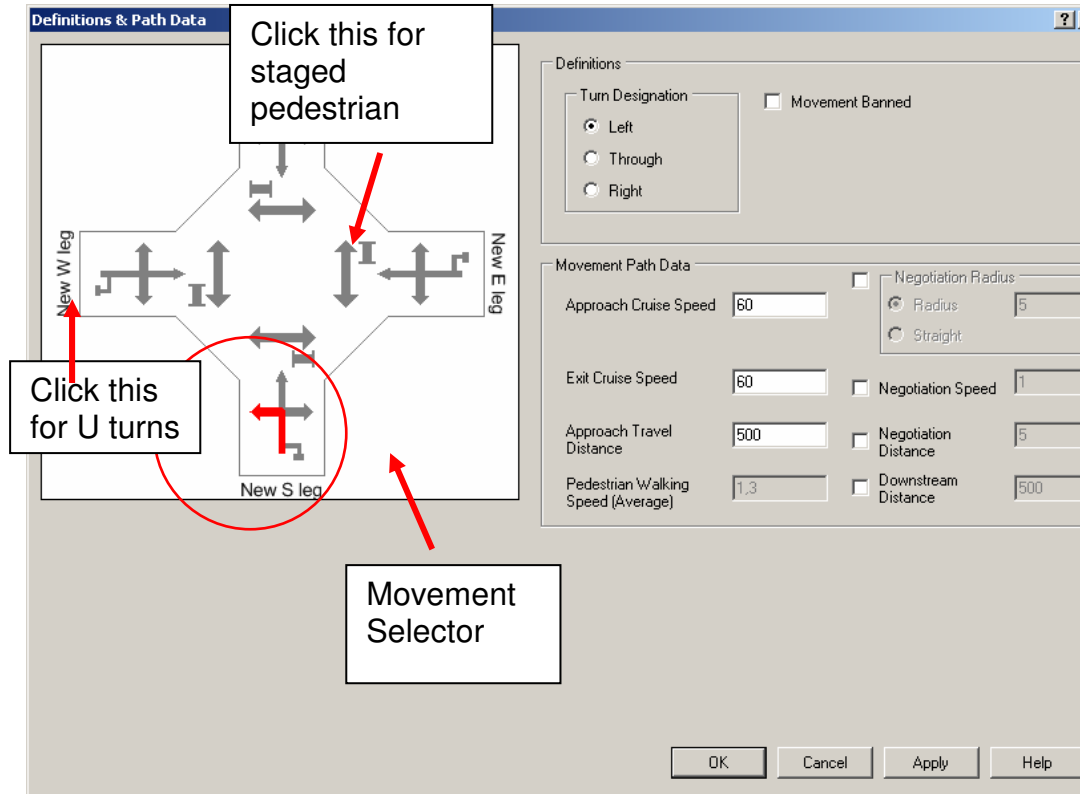 Definitions & Path Data
?
Click this for
staged
pedestrian
New W leg
New E leg
New S leg
Click this
for U turns
Movement
Selector
Definitions
Turn Designation
Left
Through
Right
Movement Banned
Movement Path Data
Approach Cruise Speed
60
Negotiation Radius
Radius
5
Straight
Exit Cruise Speed
60
Negotiation Speed
1
Approach Travel
Distance
500
Negotiation
Distance
5
Pedestrian Walking
Speed (Average)
1,3
Downstream
Distance
500
OK
Cancel
Apply
Help